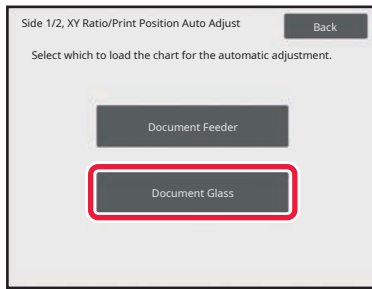 Side 1/2, XY Ratio/Print Position Auto Adjust
Back
Select which to load the chart for the automatic adjustment.
Document Feeder
Document Glass